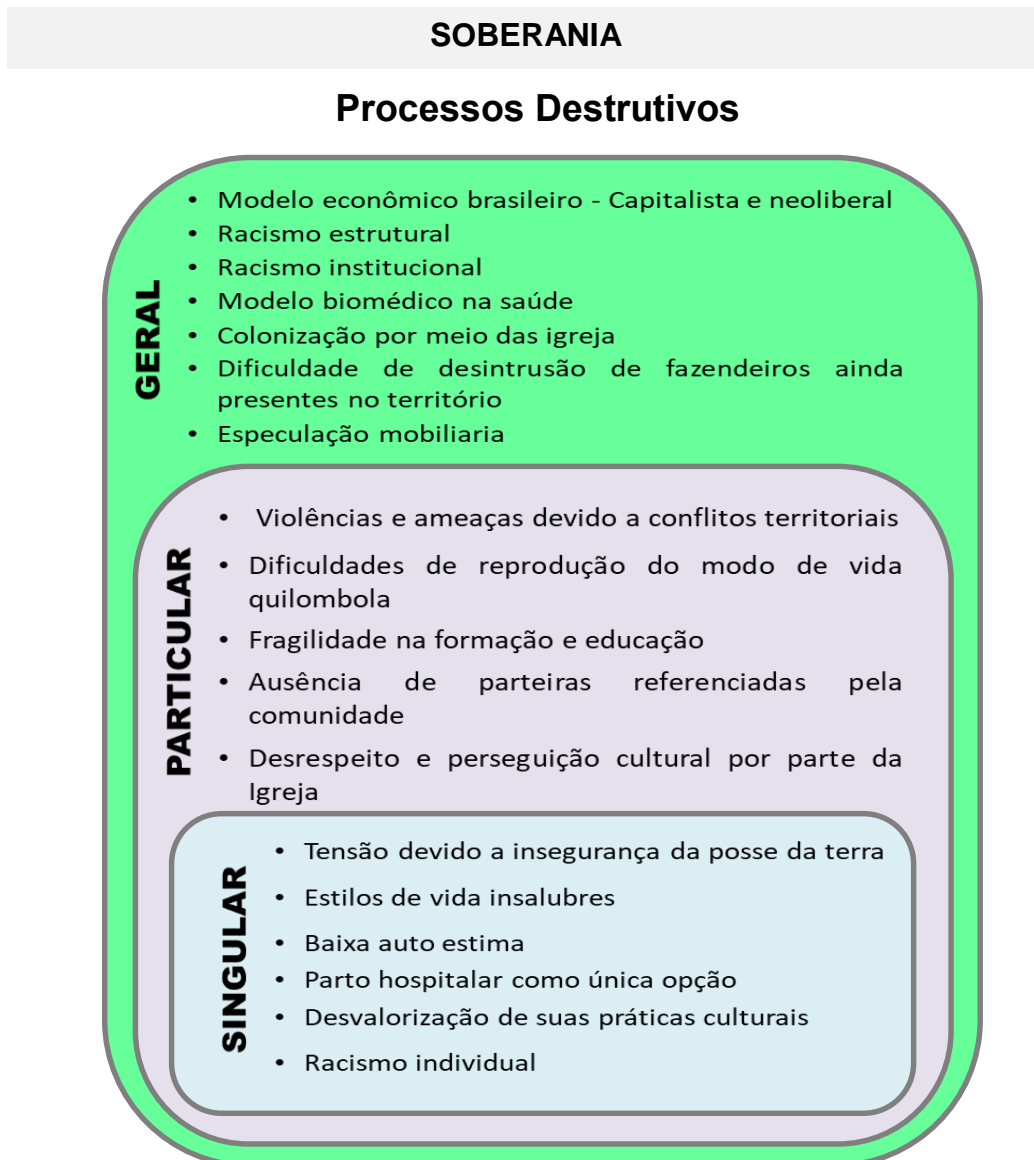 SOBERANIA
Processos Destrutivos
GERAL
• Modelo econômico brasileiro - Capitalista e neoliberal
• Racismo estrutural
• Racismo institucional
• Modelo biomédico na saúde
• Colonização por meio das igreja
• Dificuldade de desintrusão de fazendeiros ainda
presentes no território
• Especulação mobiliaria
PARTICULAR
• Violências e ameaças devido a conflitos territoriais
• Dificuldades de reprodução do modo de vida
quilombola
• Fragilidade na formação e educação
• Ausência de parteiras referenciadas pela
comunidade
• Desrespeito e perseguição cultural por parte da
Igreja
SINGULAR
• Tensão devido a insegurança da posse da terra
• Estilos de vida insalubres
• Baixa auto estima
• Parto hospitalar como única opção
• Desvalorização de suas práticas culturais
• Racismo individual